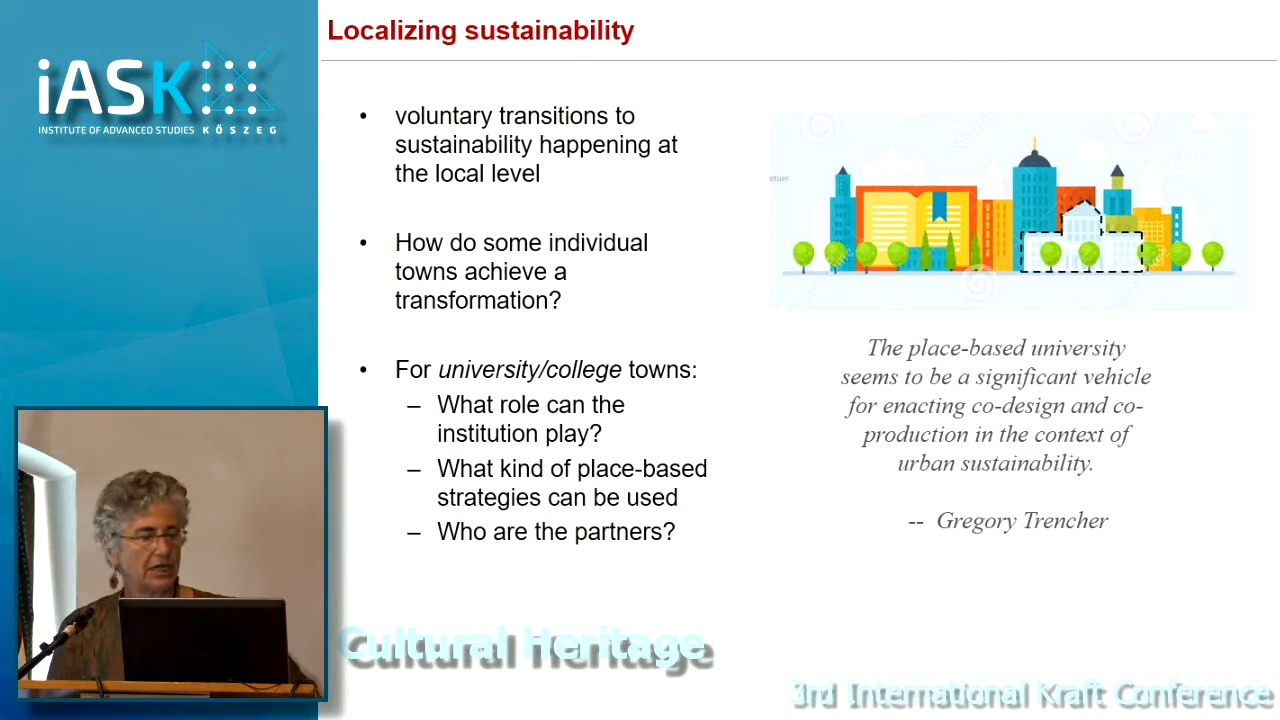 iASK
INSTITUTE OF ADVANCED STUDIES KŐSZEG
Localizing sustainability
• voluntary transitions to
sustainability happening at
the local level
• How do some individual
towns achieve a
transformation?
• For university/college towns:
– What role can the
institution play?
– What kind of place-based
strategies can be used
– Who are the partners?
etuer
The place-based university
seems to be a significant vehicle
for enacting co-design and co-
production in the context of
urban sustainability.
-- Gregory Trencher
Cultural Heritage
3rd International Kraft Conference